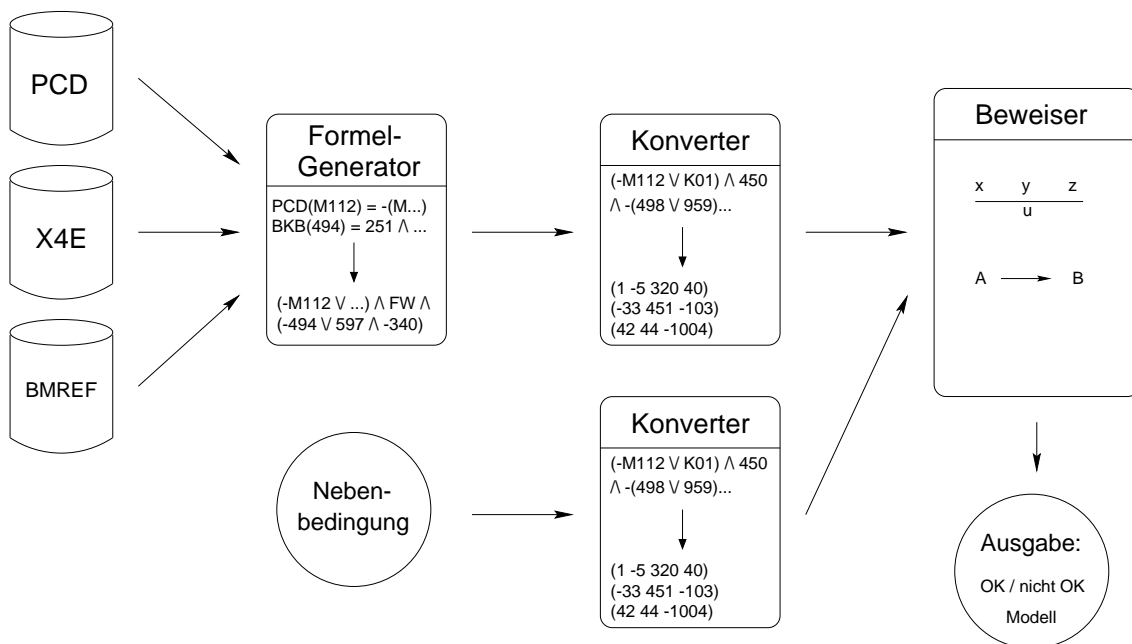 PCD
X4E
BMREF
Formel-
Generator
PCD(M112) = -(M...)
BKB(494) = 251 /\ ...
(-M112 \/ ...) /\ FW /\
(-494 \/ 597 /\ -340)
Neben-
bedingung
Konverter
(-M112 \/ K01) /\ 450
/\ -(498 \/ 959)...
(1 -5 320 40)
(-33 451 -103)
(42 44 -1004)
Konverter
(-M112 \/ K01) /\ 450
/\ -(498 \/ 959)...
(1 -5 320 40)
(-33 451 -103)
(42 44 -1004)
Beweiser
x y z
u
A B
Ausgabe:
OK / nicht OK
Modell